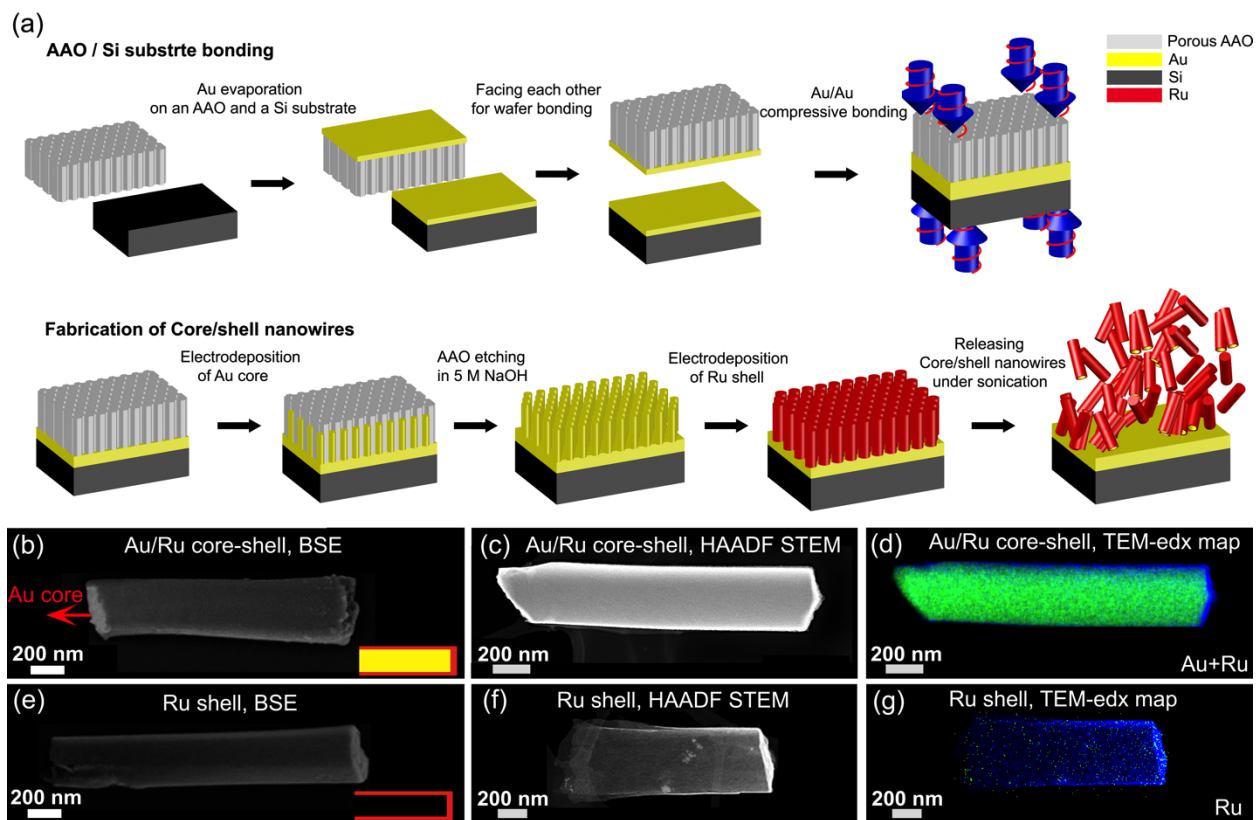 (a)
AAO / Si substrte bonding
Au evaporation
on an AAO and a Si substrate
Facing each other
for wafer bonding
Au/Au
compressive bonding
Porous AAO
Au
Si
Ru
Fabrication of Core/shell nanowires
Electrodeposition
of Au core
AAO etching
in 5 M NaOH
Electrodeposition
of Ru shell
Releasing
Core/shell nanowires
under sonication
(b)
Au/Ru core-shell, BSE
Au core
200 nm
(c)
Au/Ru core-shell, HAADF STEM
200 nm
(d)
Au/Ru core-shell, TEM-edx map
200 nm
Au+Ru
(e)
Ru shell, BSE
200 nm
(f)
Ru shell, HAADF STEM
200 nm
(g)
Ru shell, TEM-edx map
200 nm
Ru